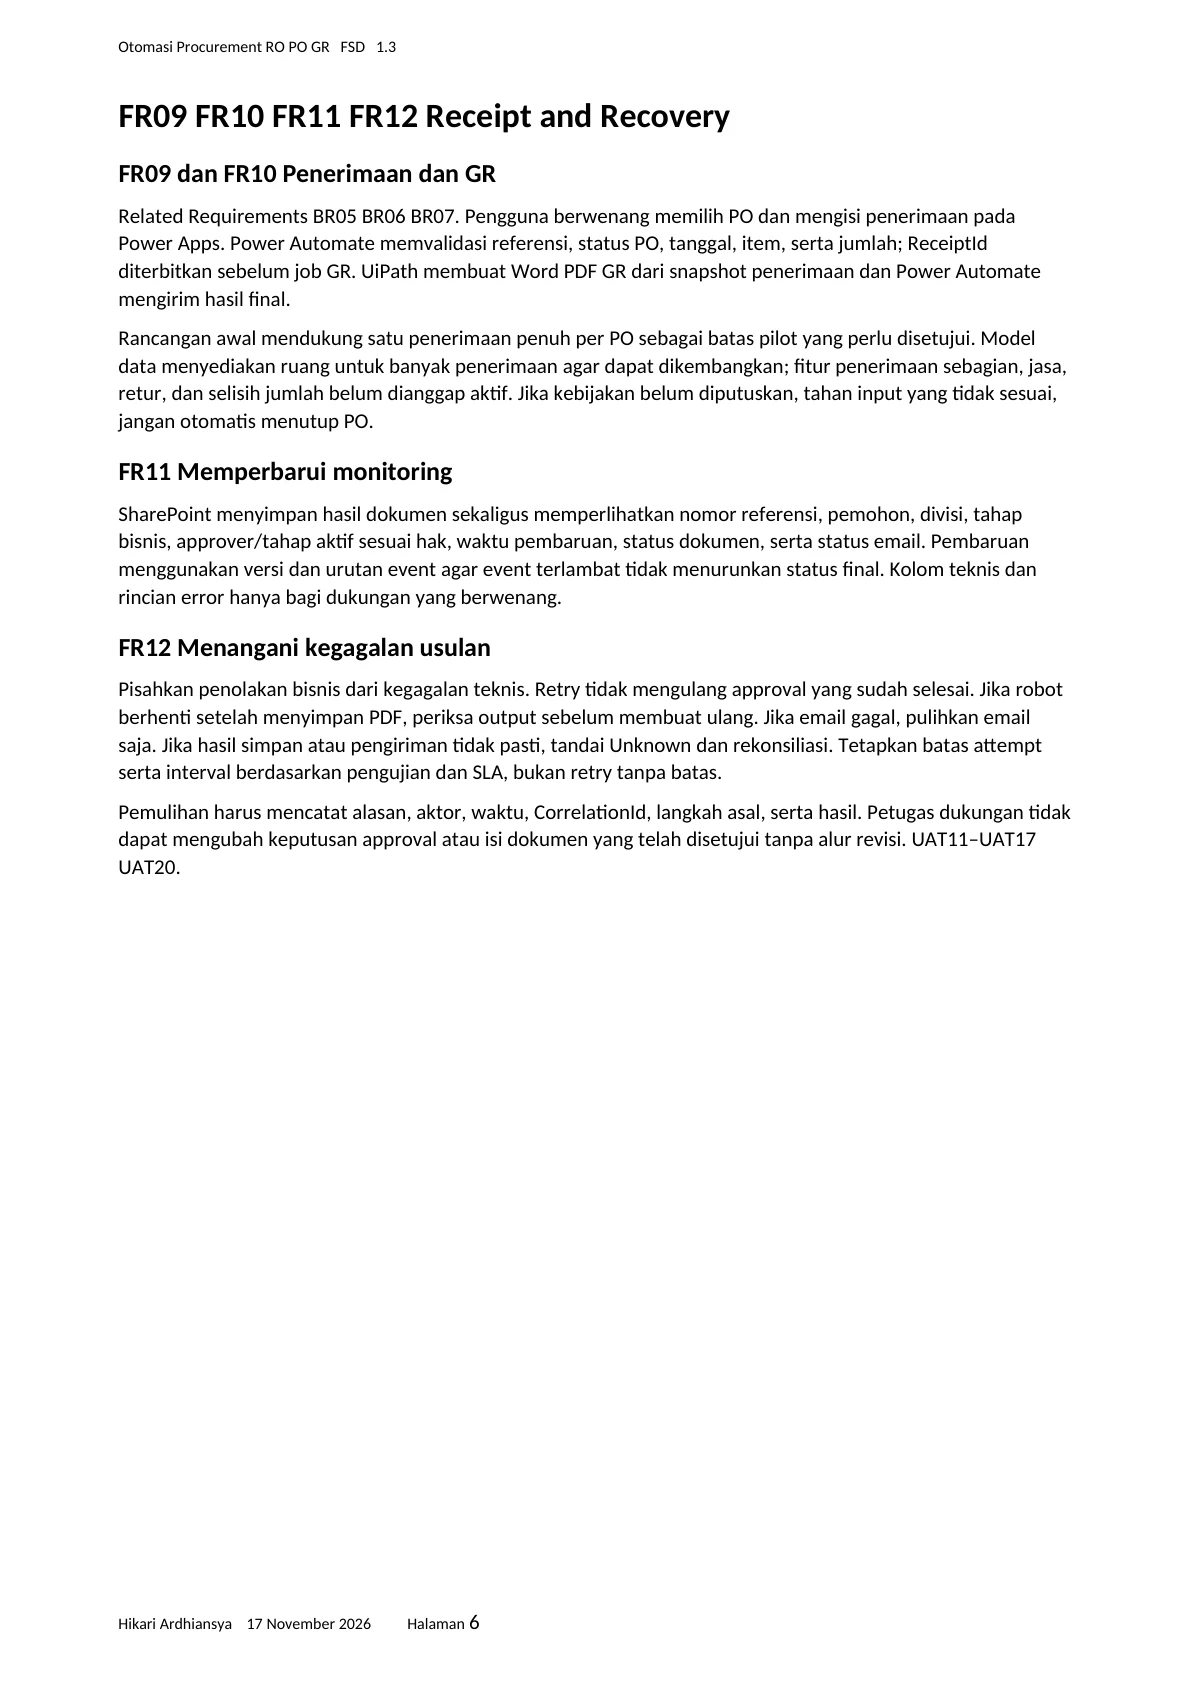 Otomasi Procurement RO PO GR FSD 1.3
FR09 FR10 FR11 FR12 Receipt and Recovery
FR09 dan FR10 Penerimaan dan GR
Related Requirements BR05 BR06 BR07. Pengguna berwenang memilih PO dan mengisi penerimaan pada
Power Apps. Power Automate memvalidasi referensi, status PO, tanggal, item, serta jumlah; ReceiptId
diterbitkan sebelum job GR. UiPath membuat Word PDF GR dari snapshot penerimaan dan Power Automate
mengirim hasil final.
Rancangan awal mendukung satu penerimaan penuh per PO sebagai batas pilot yang perlu disetujui. Model
data menyediakan ruang untuk banyak penerimaan agar dapat dikembangkan; fitur penerimaan sebagian, jasa,
retur, dan selisih jumlah belum dianggap aktif. Jika kebijakan belum diputuskan, tahan input yang tidak sesuai,
jangan otomatis menutup PO.
FR11 Memperbarui monitoring
SharePoint menyimpan hasil dokumen sekaligus memperlihatkan nomor referensi, pemohon, divisi, tahap
bisnis, approver/tahap aktif sesuai hak, waktu pembaruan, status dokumen, serta status email. Pembaruan
menggunakan versi dan urutan event agar event terlambat tidak menurunkan status final. Kolom teknis dan
rincian error hanya bagi dukungan yang berwenang.
FR12 Menangani kegagalan usulan
Pisahkan penolakan bisnis dari kegagalan teknis. Retry tidak mengulang approval yang sudah selesai. Jika robot
berhenti setelah menyimpan PDF, periksa output sebelum membuat ulang. Jika email gagal, pulihkan email
saja. Jika hasil simpan atau pengiriman tidak pasti, tandai Unknown dan rekonsiliasi. Tetapkan batas attempt
serta interval berdasarkan pengujian dan SLA, bukan retry tanpa batas.
Pemulihan harus mencatat alasan, aktor, waktu, CorrelationId, langkah asal, serta hasil. Petugas dukungan tidak
dapat mengubah keputusan approval atau isi dokumen yang telah disetujui tanpa alur revisi. UAT11–UAT17
UAT20.
Hikari Ardhiansya 17 November 2026 Halaman 6